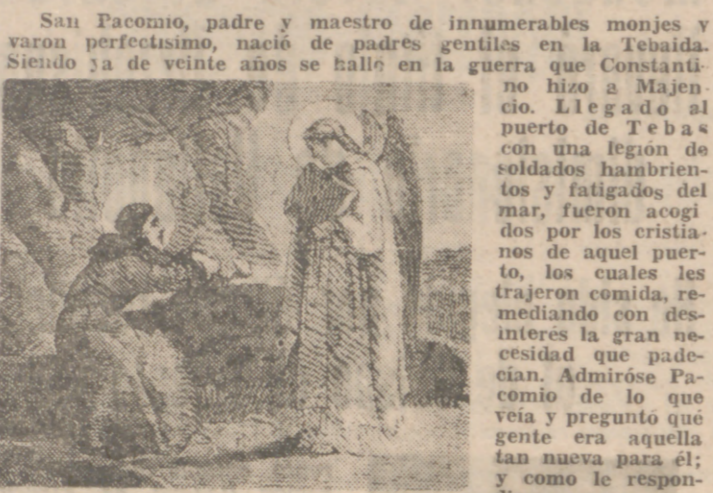 San Pacomio, padre y maestro de innumerables monjes y
varon perfectisimo, nació de padres gentiles en la Tebaida.
Siendo ya de veinte años se halló en la guerra que Constanti-
no hizo a Majen-
cio. Llegado al
puerto de Tebas
con una legión de
soldados hambrien-
tos y fatigados del
mar, fueron acogi
dos por los cristia-
nos de aquel puer-
to, los cuales les
trajeron comida, re-
mediando con des-
interés la gran ne-
cesidad que pade-
cían. Admiróse Pa-
comio de lo que
veía y preguntó qué
gente era aquella
tan nueva para él;
y como le respon-